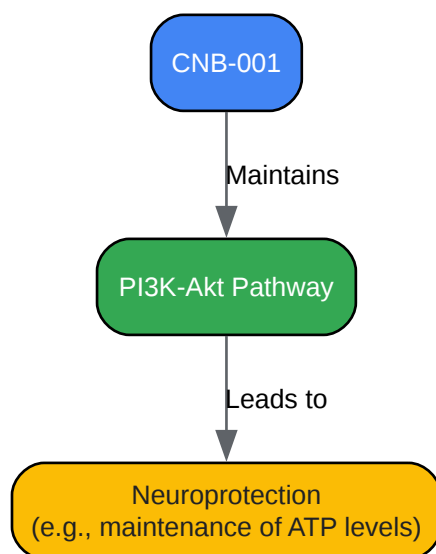 CNB-001
Maintains
PI3K-Akt Pathway
Leads to
Neuroprotection
(e.g., maintenance of ATP levels)